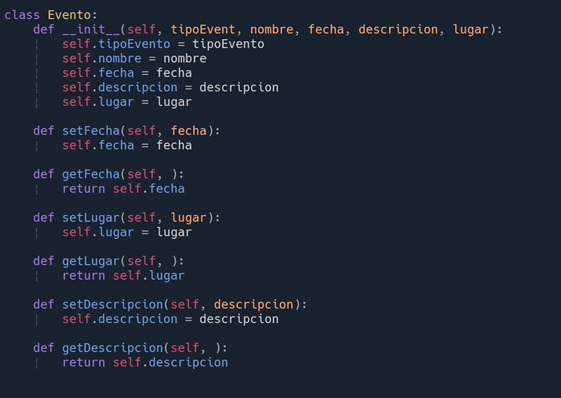 class Evento:
def __init__(self, tipoEvent, nombre, fecha, descripcion, lugar):
self.tipoEvento = tipoEvento
self.nombre = nombre
self.fecha = fecha
self.descripcion = descripcion
self.lugar = lugar
def setFecha(self, fecha):
self.fecha = fecha
def getFecha(self, ):
return self.fecha
def setLugar(self, lugar):
self.lugar = lugar
def getLugar(self, ):
return self.lugar
def setDescripcion(self, descripcion):
self.descripcion = descripcion
def getDescripcion(self, ):
return self.descripcion